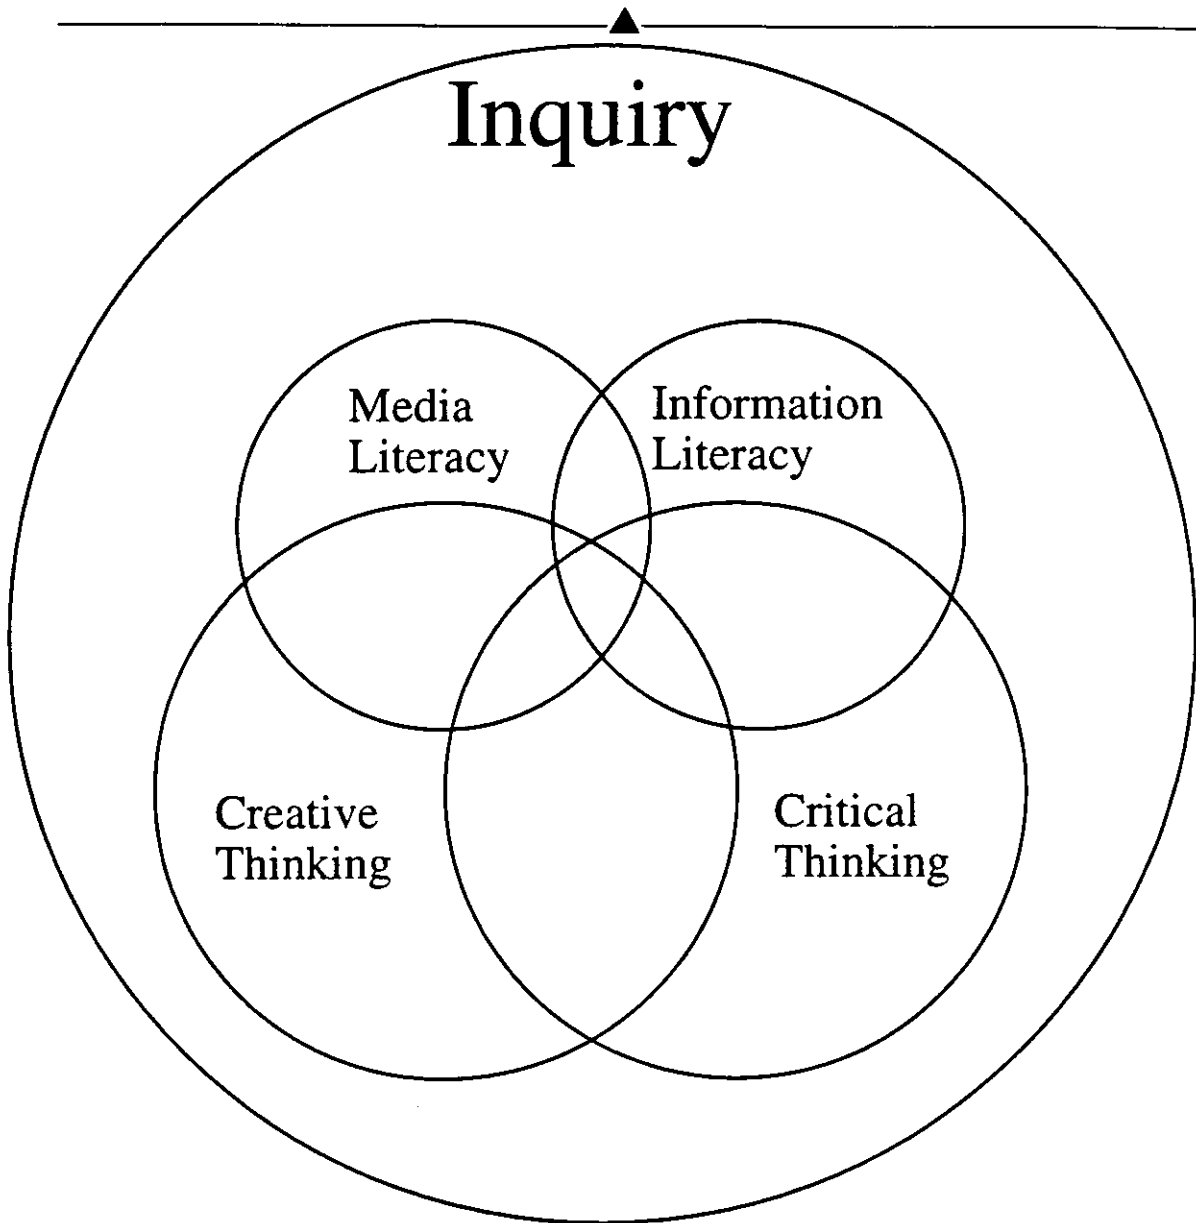 Inquiry
Media
Literacy
Information
Literacy
Creative
Thinking
Critical
Thinking